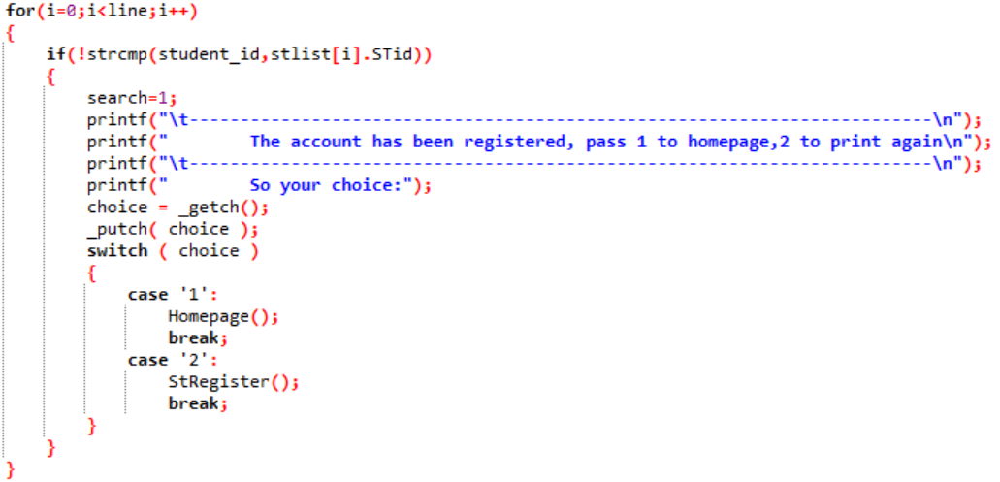 for(i=0;i<line;i++)
{
    if(!strcmp(student_id,stlist[i].STid))
    {
        search=1;
        printf("\t-------------------------------------------------------------------------\n");
        printf("        The account has been registered, pass 1 to homepage,2 to print again\n");
        printf("\t-------------------------------------------------------------------------\n");
        printf("        So your choice:");
        choice = _getch();
        _putch( choice );
        switch ( choice )
        {
            case '1':
                Homepage();
                break;
            case '2':
                StRegister();
                break;
        }
    }
}